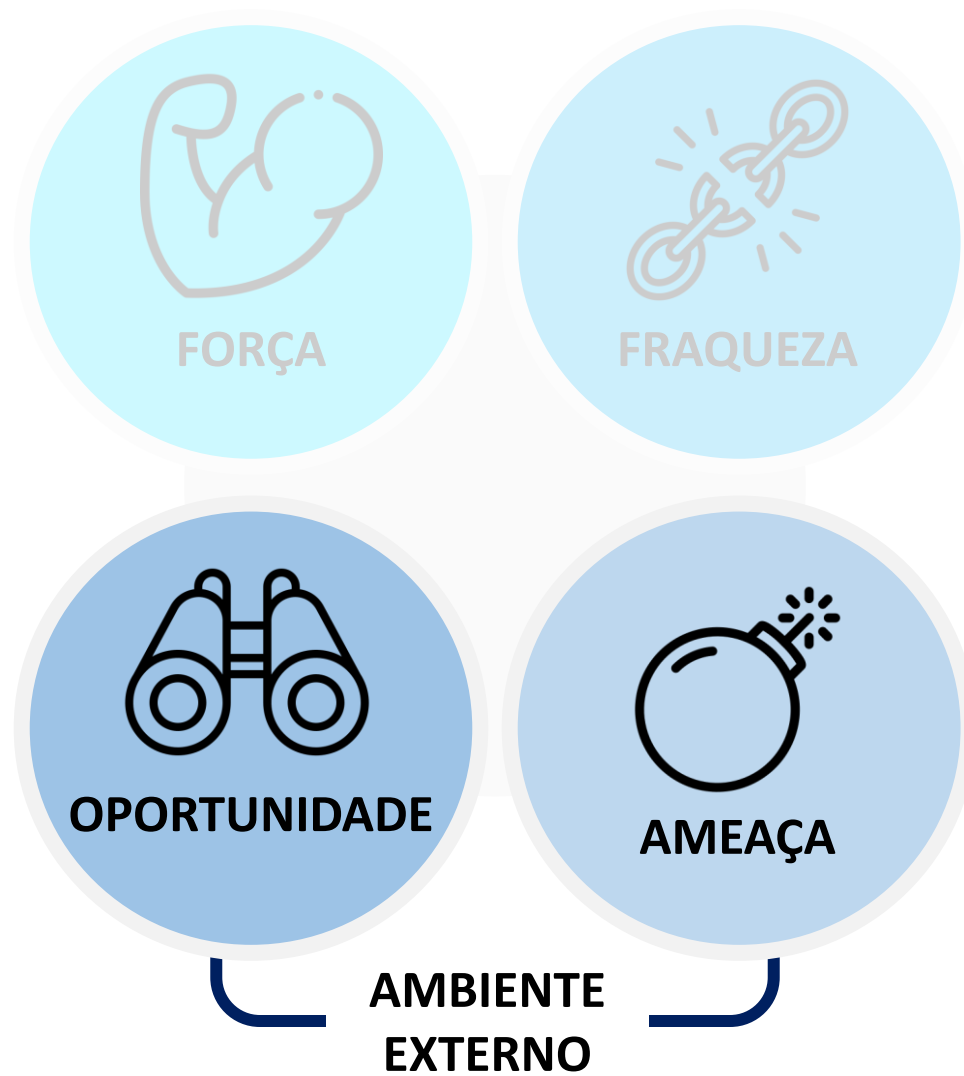 FORÇA
FRAQUEZA
OPORTUNIDADE
AMEAÇA
AMBIENTE
EXTERNO